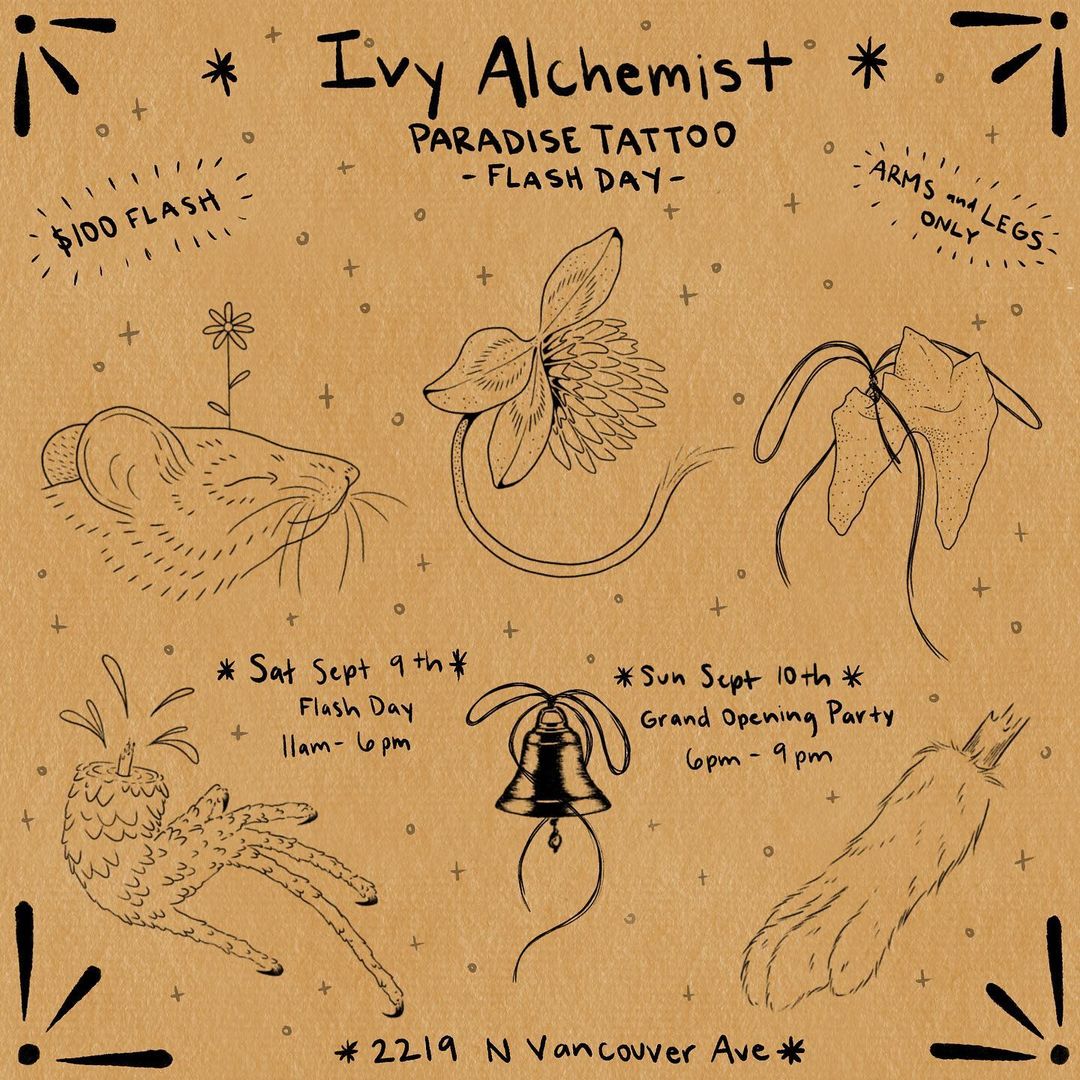 Ivy Alchemist
PARADISE TATTOO
- FLASH DAY -
$100 FLASH
ARMS and LEGS
ONLY
* Sat Sept 9th *
Flash Day
11am - 6pm
* Sun Sept 10th *
Grand Opening Party
6pm - 9pm
* 2219 N Vancouver Ave *